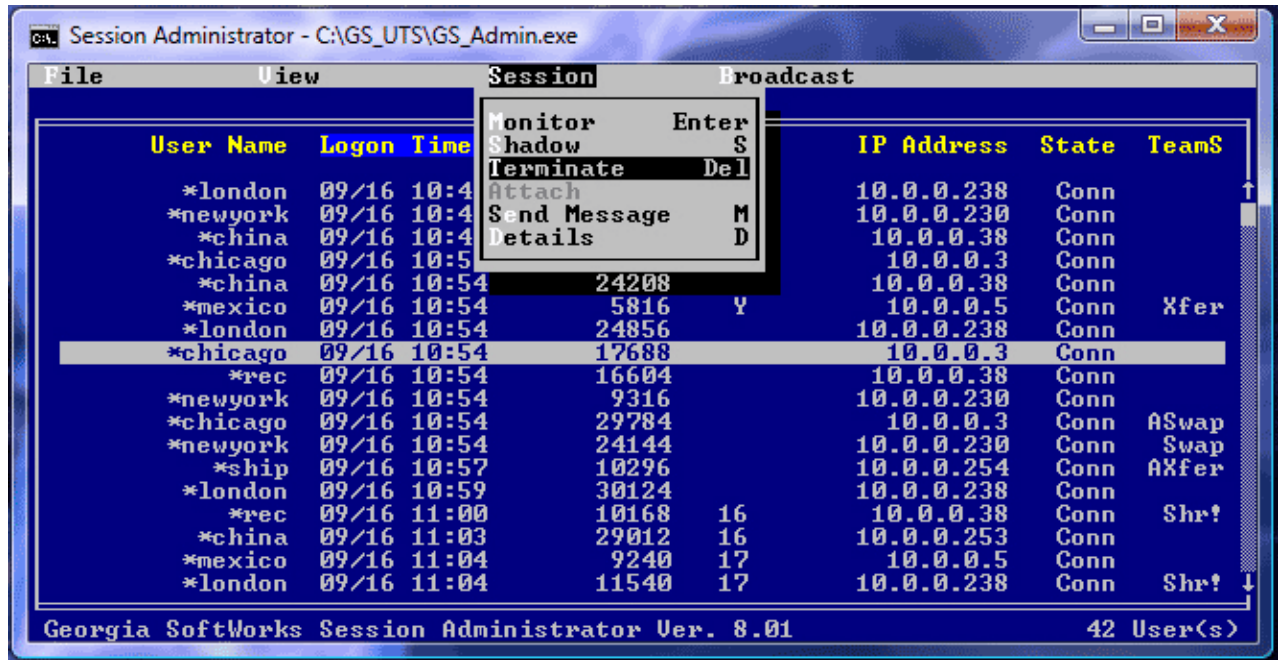 C:\. Session Administrator - C:\GS_UTS\GS_Admin.exe
File View Session Broadcast
Monitor Enter
User Name Logon Time Shadow S IP Address State TeamS
Terminate Del
*london 09/16 10:4 Attach 10.0.0.238 Conn
*newyork 09/16 10:4 Send Message M 10.0.0.230 Conn
*china 09/16 10:4 Details D 10.0.0.38 Conn
*chicago 09/16 10:5 10.0.0.3 Conn
*china 09/16 10:54 24208 10.0.0.38 Conn
*mexico 09/16 10:54 5816 Y 10.0.0.5 Conn Xfer
*london 09/16 10:54 24856 10.0.0.238 Conn
*chicago 09/16 10:54 17688 10.0.0.3 Conn
*rec 09/16 10:54 16604 10.0.0.38 Conn
*newyork 09/16 10:54 9316 10.0.0.230 Conn
*chicago 09/16 10:54 29784 10.0.0.3 Conn ASwap
*newyork 09/16 10:54 24144 10.0.0.230 Conn Swap
*ship 09/16 10:57 10296 10.0.0.254 Conn AXfer
*london 09/16 10:59 30124 10.0.0.238 Conn
*rec 09/16 11:00 10168 16 10.0.0.38 Conn Shr!
*china 09/16 11:03 29012 16 10.0.0.253 Conn
*mexico 09/16 11:04 9240 17 10.0.0.5 Conn
*london 09/16 11:04 11540 17 10.0.0.238 Conn Shr!
Georgia SoftWorks Session Administrator Ver. 8.01 42 User(s)